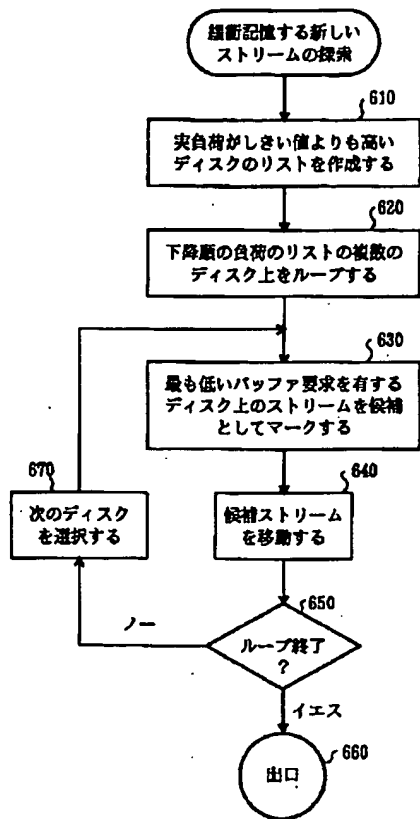 緩衝記憶する新しい
ストリームの探索
610
実負荷がしきい値よりも高い
ディスクのリストを作成する
620
下降順の負荷のリストの複数の
ディスク上をループする
630
最も低いバッファ要求を有する
ディスク上のストリームを候補
としてマークする
670
次のディスク
を選択する
640
候補ストリーム
を移動する
650
ループ終了
?
ノー
イエス
出口
660